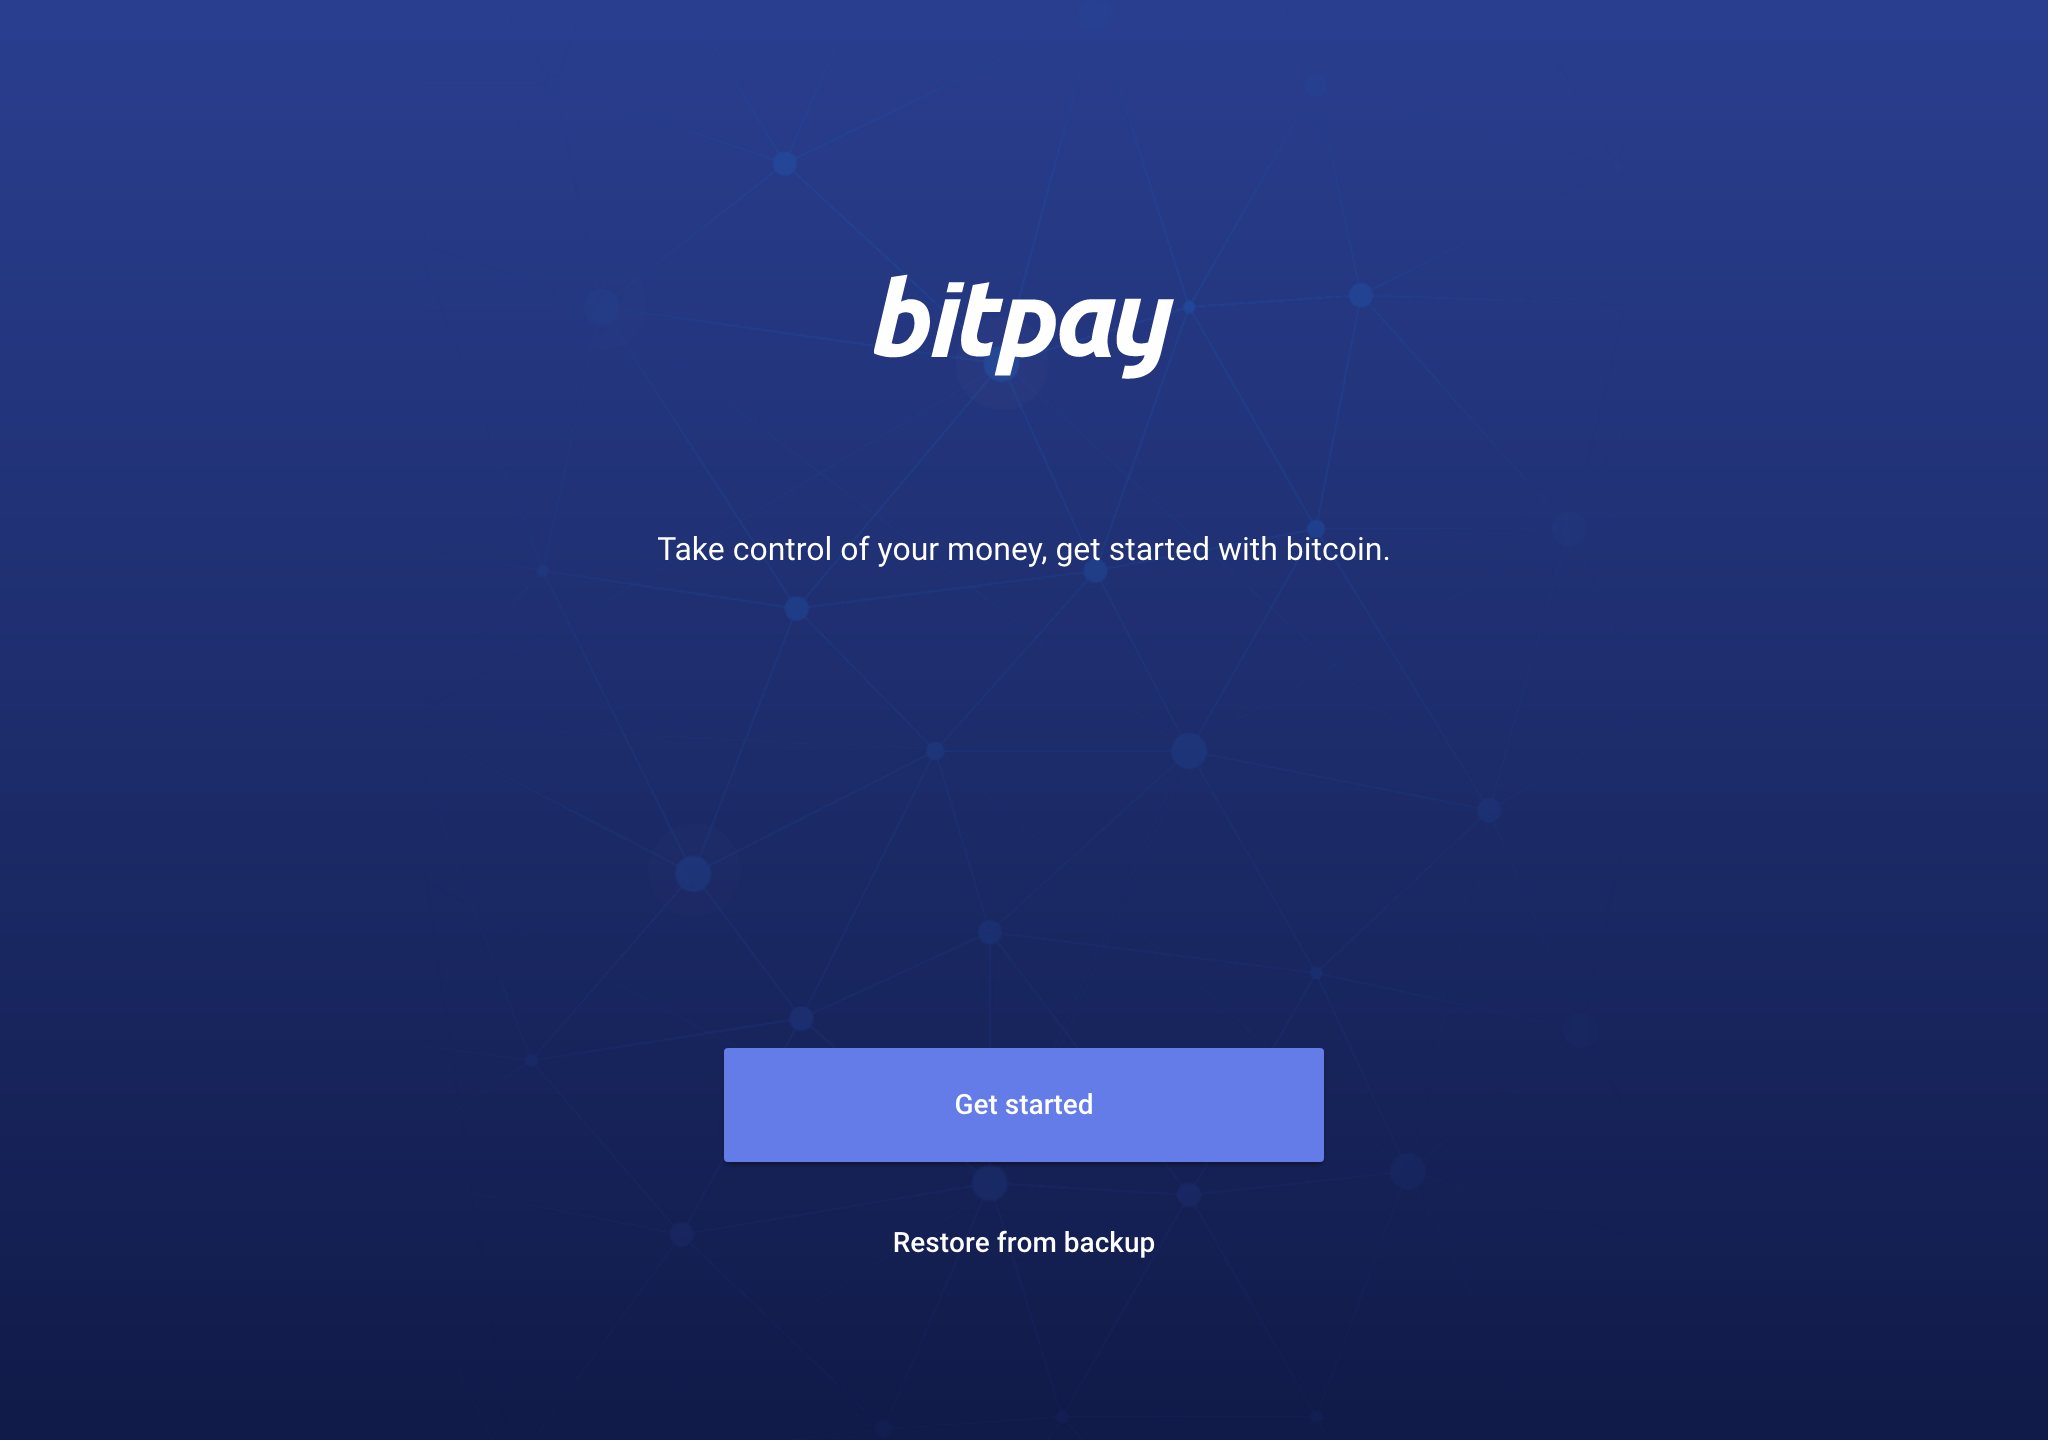 bitpay
Take control of your money, get started with bitcoin.
Get started
Restore from backup